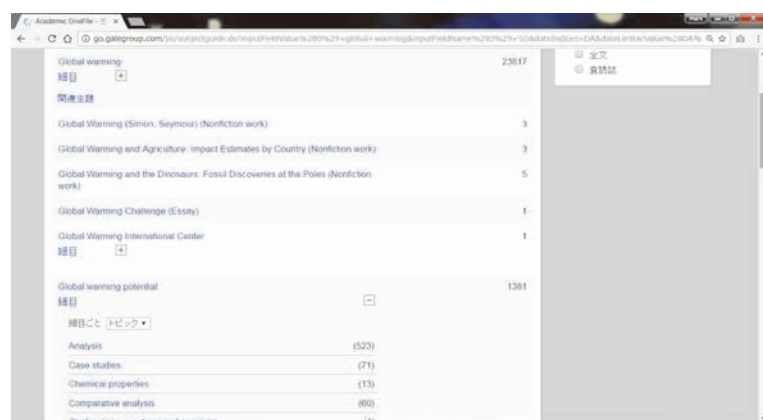 Academic OneFile - E
go.galegroup.com
Global warming 23817
細目 +
関連主題
Global Warming (Simon, Seymour) (Nonfiction work) 3
Global Warming and Agriculture: Impact Estimates by Country (Nonfiction work) 3
Global Warming and the Dinosaurs: Fossil Discoveries at the Poles (Nonfiction 5
work)
Global Warming Challenge (Essay) 1
Global Warming International Center 1
細目 +
Global warming potential 1381
細目 −
細目ごと トピック ▾
Analysis (523)
Case studies (71)
Chemical properties (13)
Comparative analysis (60)
全文
査読誌